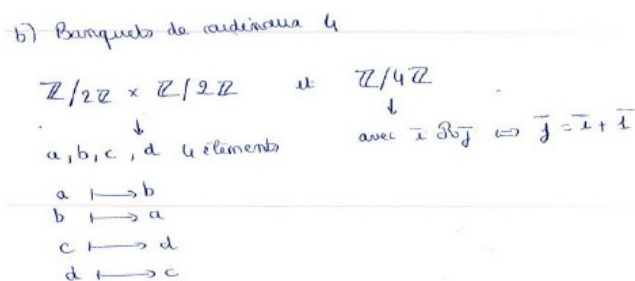 b) Banquets de cardinaux 4
ℤ/2ℤ × ℤ/2ℤ et ℤ/4ℤ
↓ ↓
a, b, c, d 4 éléments avec ī R j̄ ⟺ j̄ = ī + 1̄
a ⟼ b
b ⟼ a
c ⟼ d
d ⟼ c